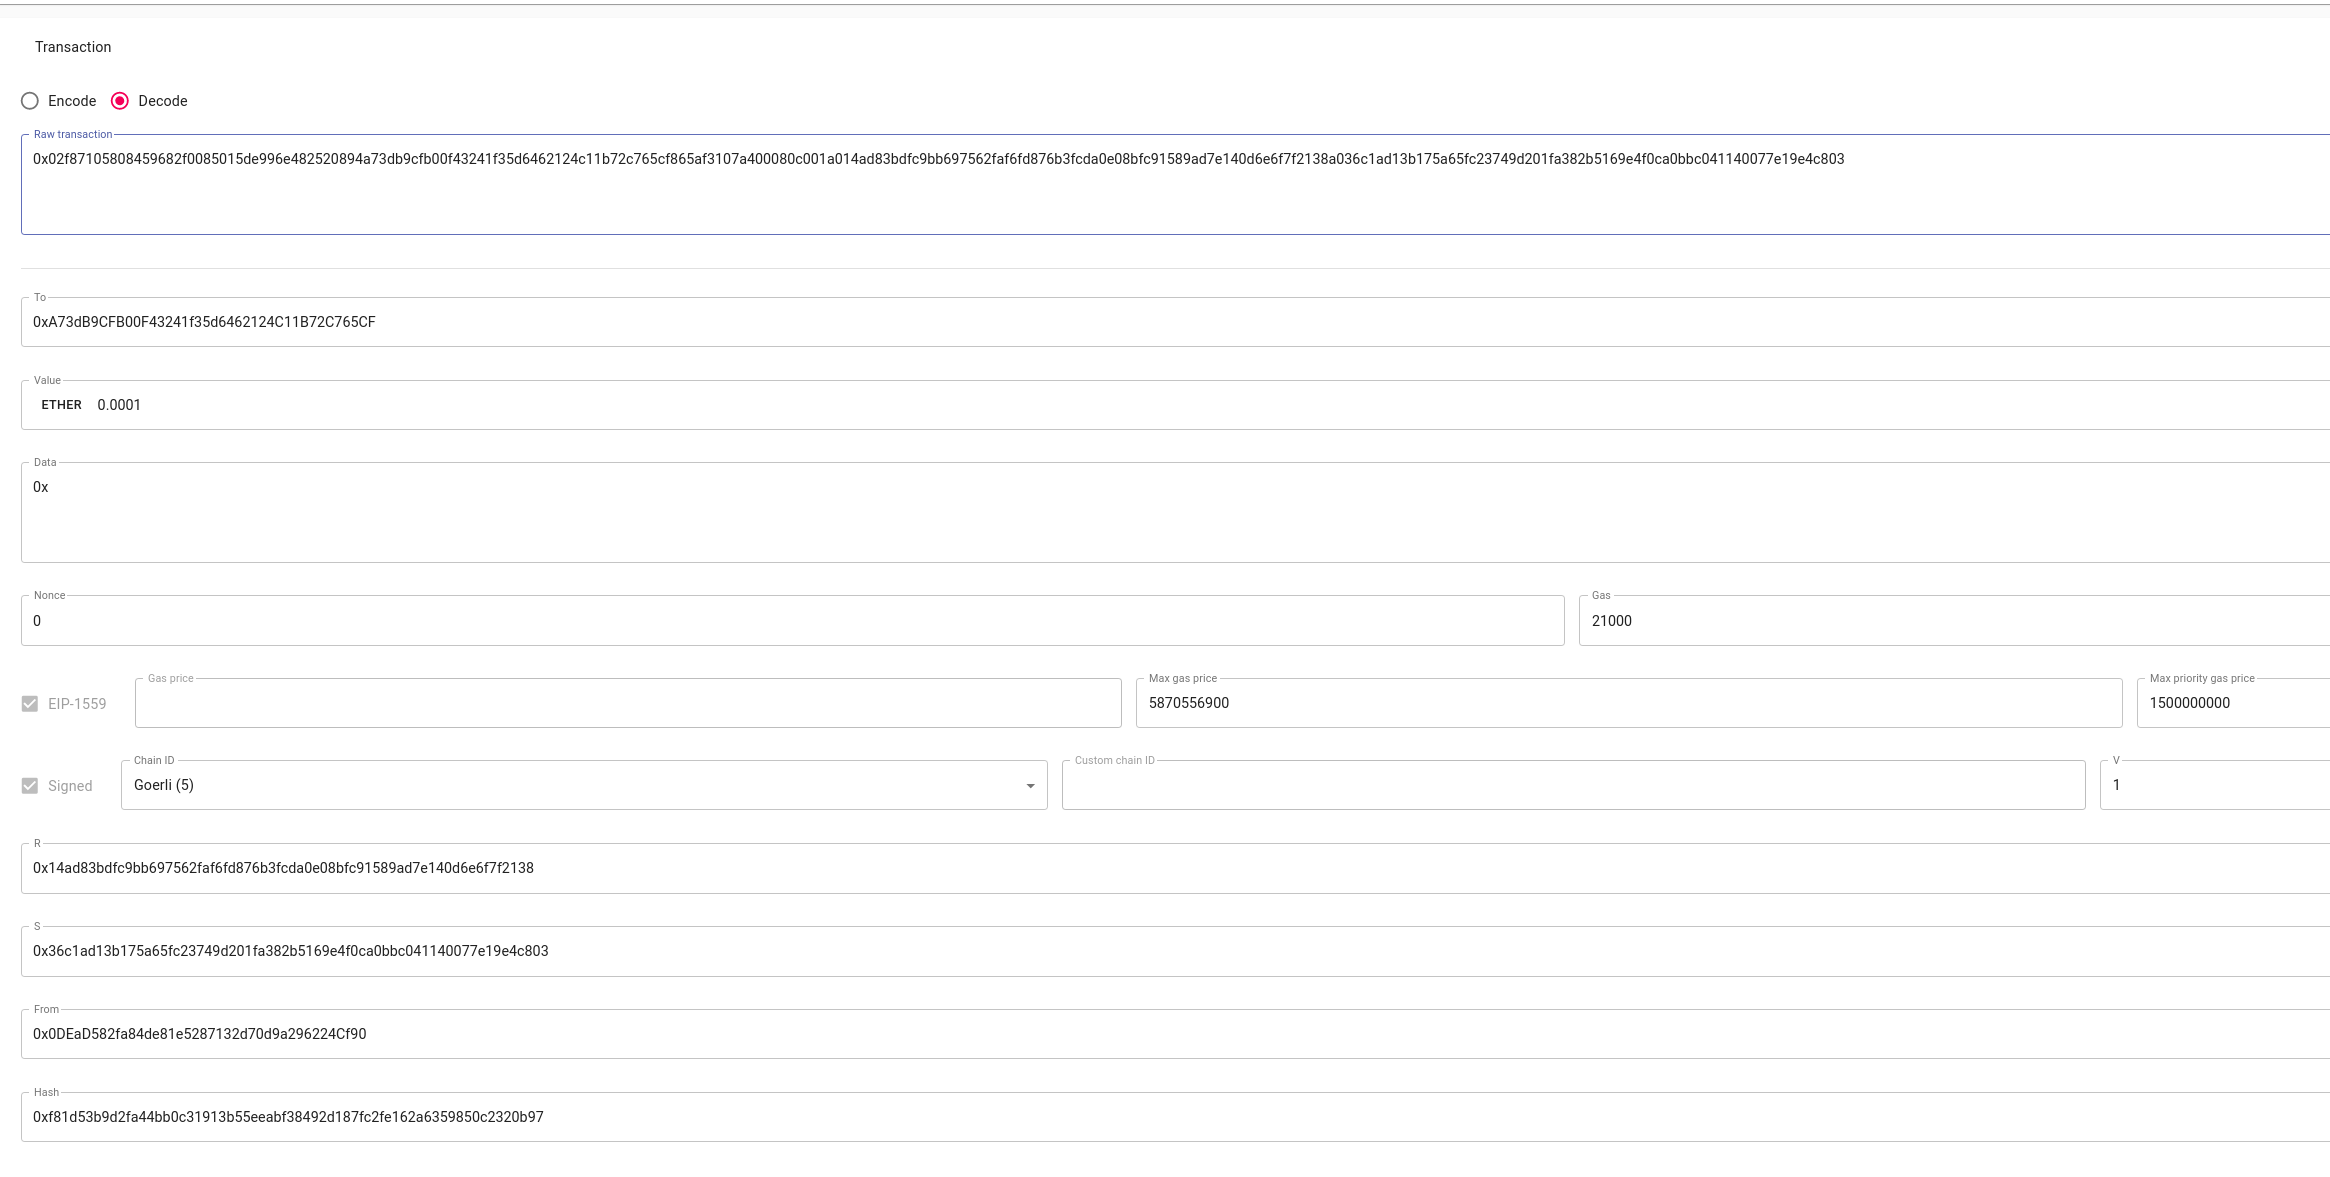 Transaction
Encode Decode
Raw transaction
0x02f87105808459682f0085015de996e482520894a73db9cfb00f43241f35d6462124c11b72c765cf865af3107a400080c001a014ad83bdfc9bb697562faf6fd876b3fcda0e08bfc91589ad7e140d6e6f7f2138a036c1ad13b175a65fc23749d201fa382b5169e4f0ca0bbc041140077e19e4c803
To
0xA73dB9CFB00F43241f35d6462124C11B72C765CF
Value
ETHER 0.0001
Data
0x
Nonce Gas
0 21000
Gas price Max gas price Max priority gas price
EIP-1559 5870556900 1500000000
Chain ID Custom chain ID V
Signed Goerli (5) 1
R
0x14ad83bdfc9bb697562faf6fd876b3fcda0e08bfc91589ad7e140d6e6f7f2138
S
0x36c1ad13b175a65fc23749d201fa382b5169e4f0ca0bbc041140077e19e4c803
From
0x0DEaD582fa84de81e5287132d70d9a296224Cf90
Hash
0xf81d53b9d2fa44bb0c31913b55eeabf38492d187fc2fe162a6359850c2320b97